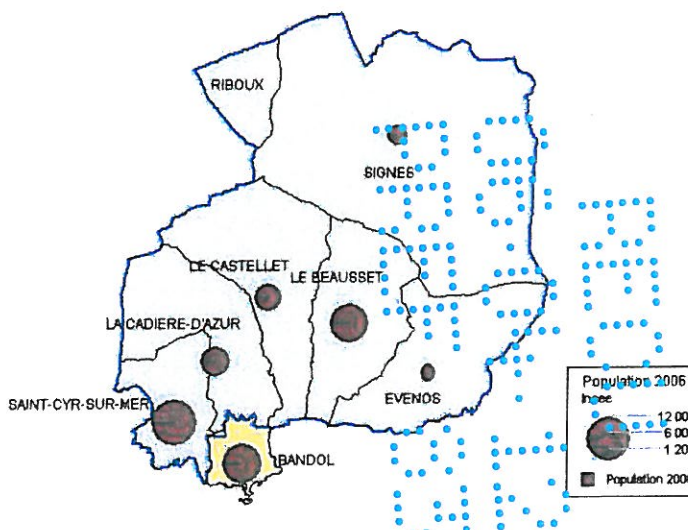 RIBOUX
SIGNES
LE CASTELLET
LE BEAUSSET
LA CADIERE-D'AZUR
SAINT-CYR-SUR-MER
EVENOS
BANDOL
Population 2006
Insee
12 00
6 00
1 20
Population 200